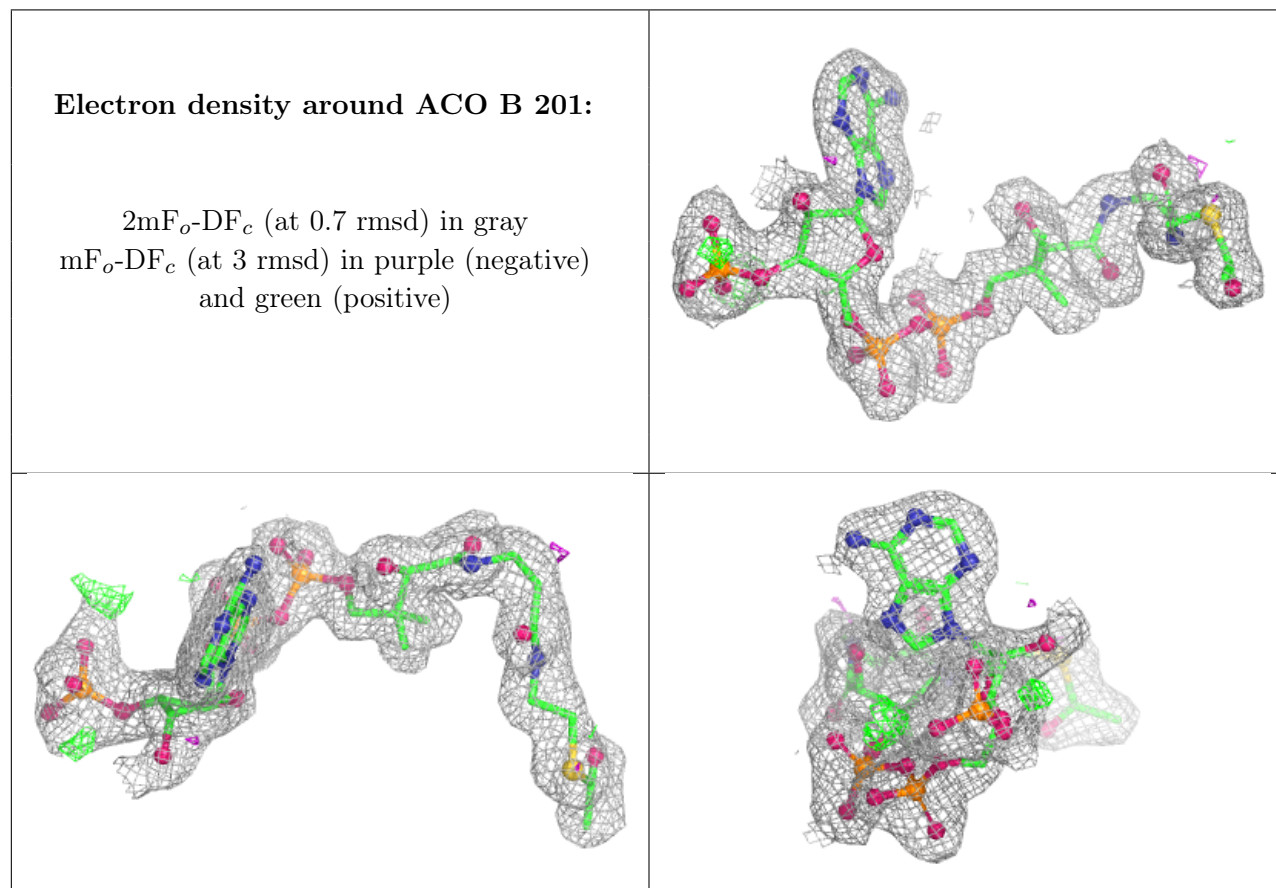 Electron density around ACO B 201:
2mFo-DFc (at 0.7 rmsd) in gray
mFo-DFc (at 3 rmsd) in purple (negative)
and green (positive)